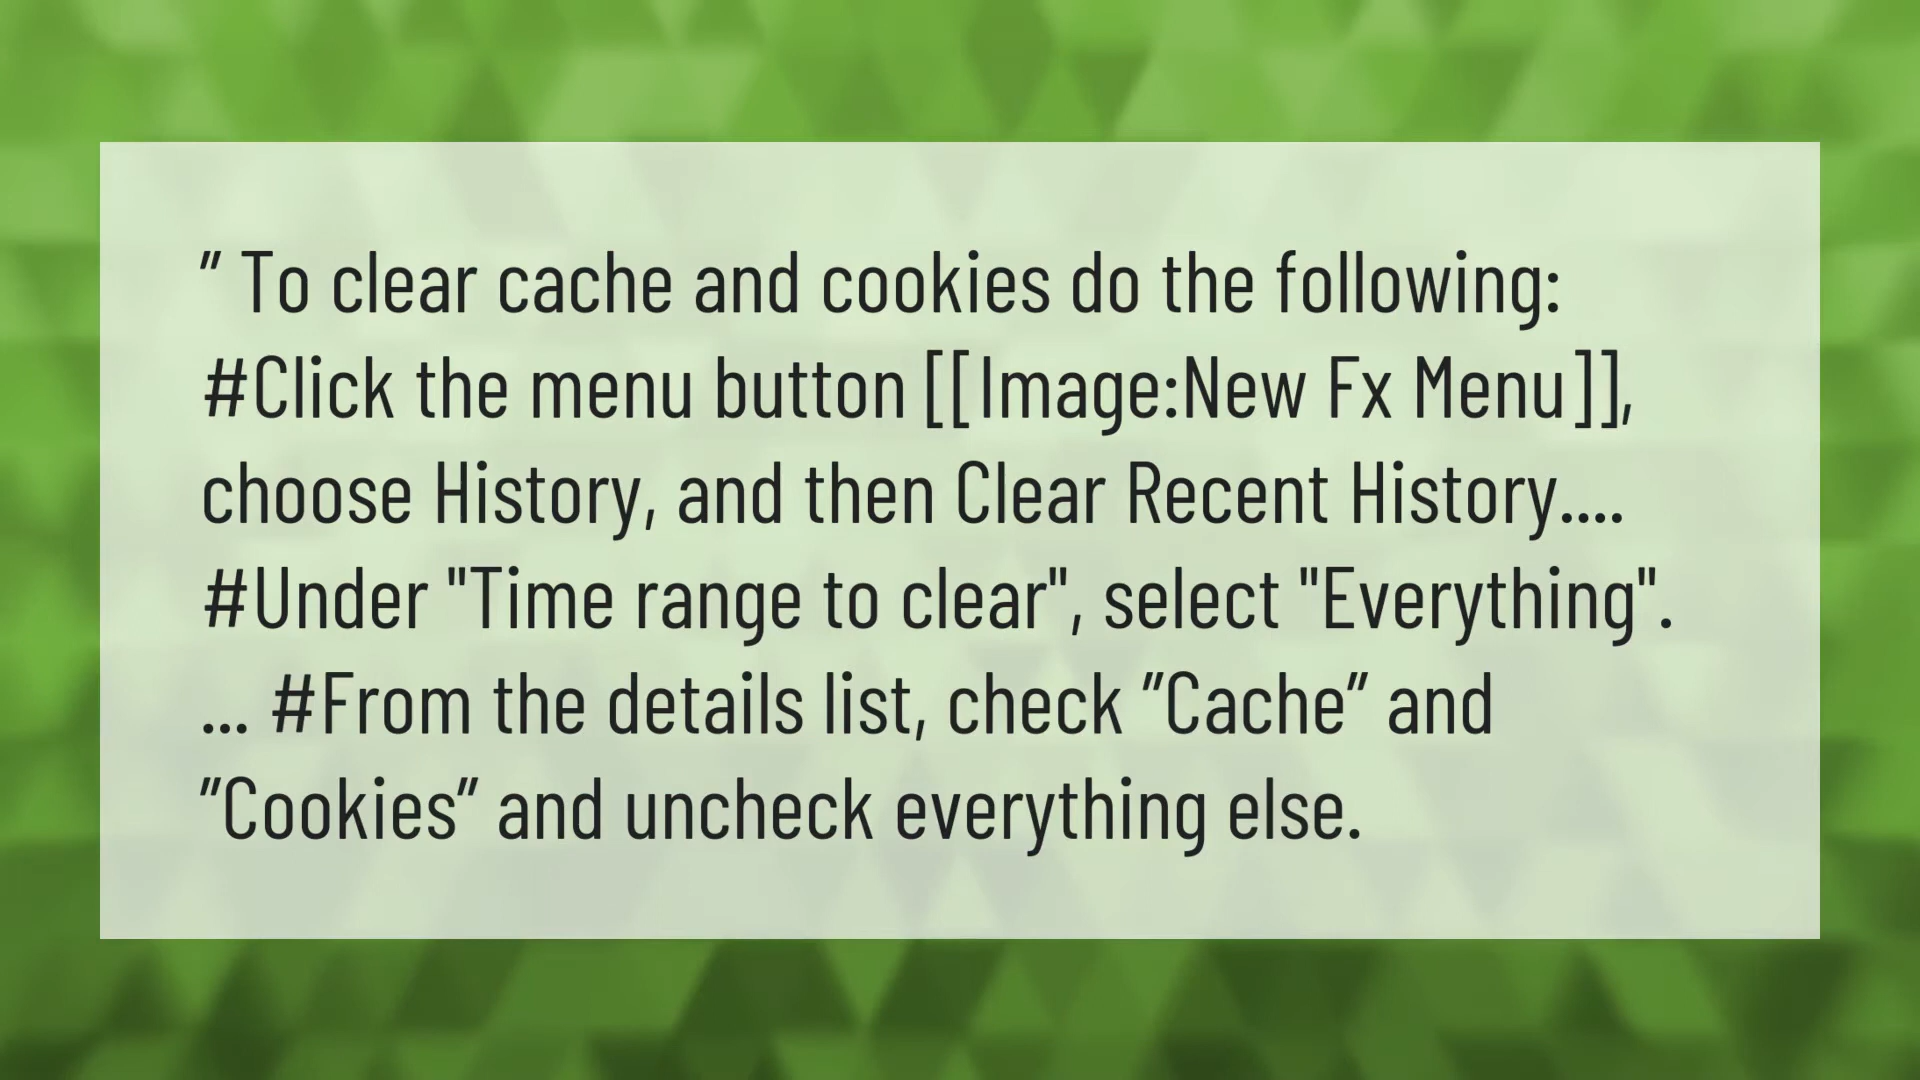 ” To clear cache and cookies do the following:
#Click the menu button [[Image:New Fx Menu]],
choose History, and then Clear Recent History....
#Under "Time range to clear", select "Everything".
... #From the details list, check ”Cache” and
”Cookies” and uncheck everything else.